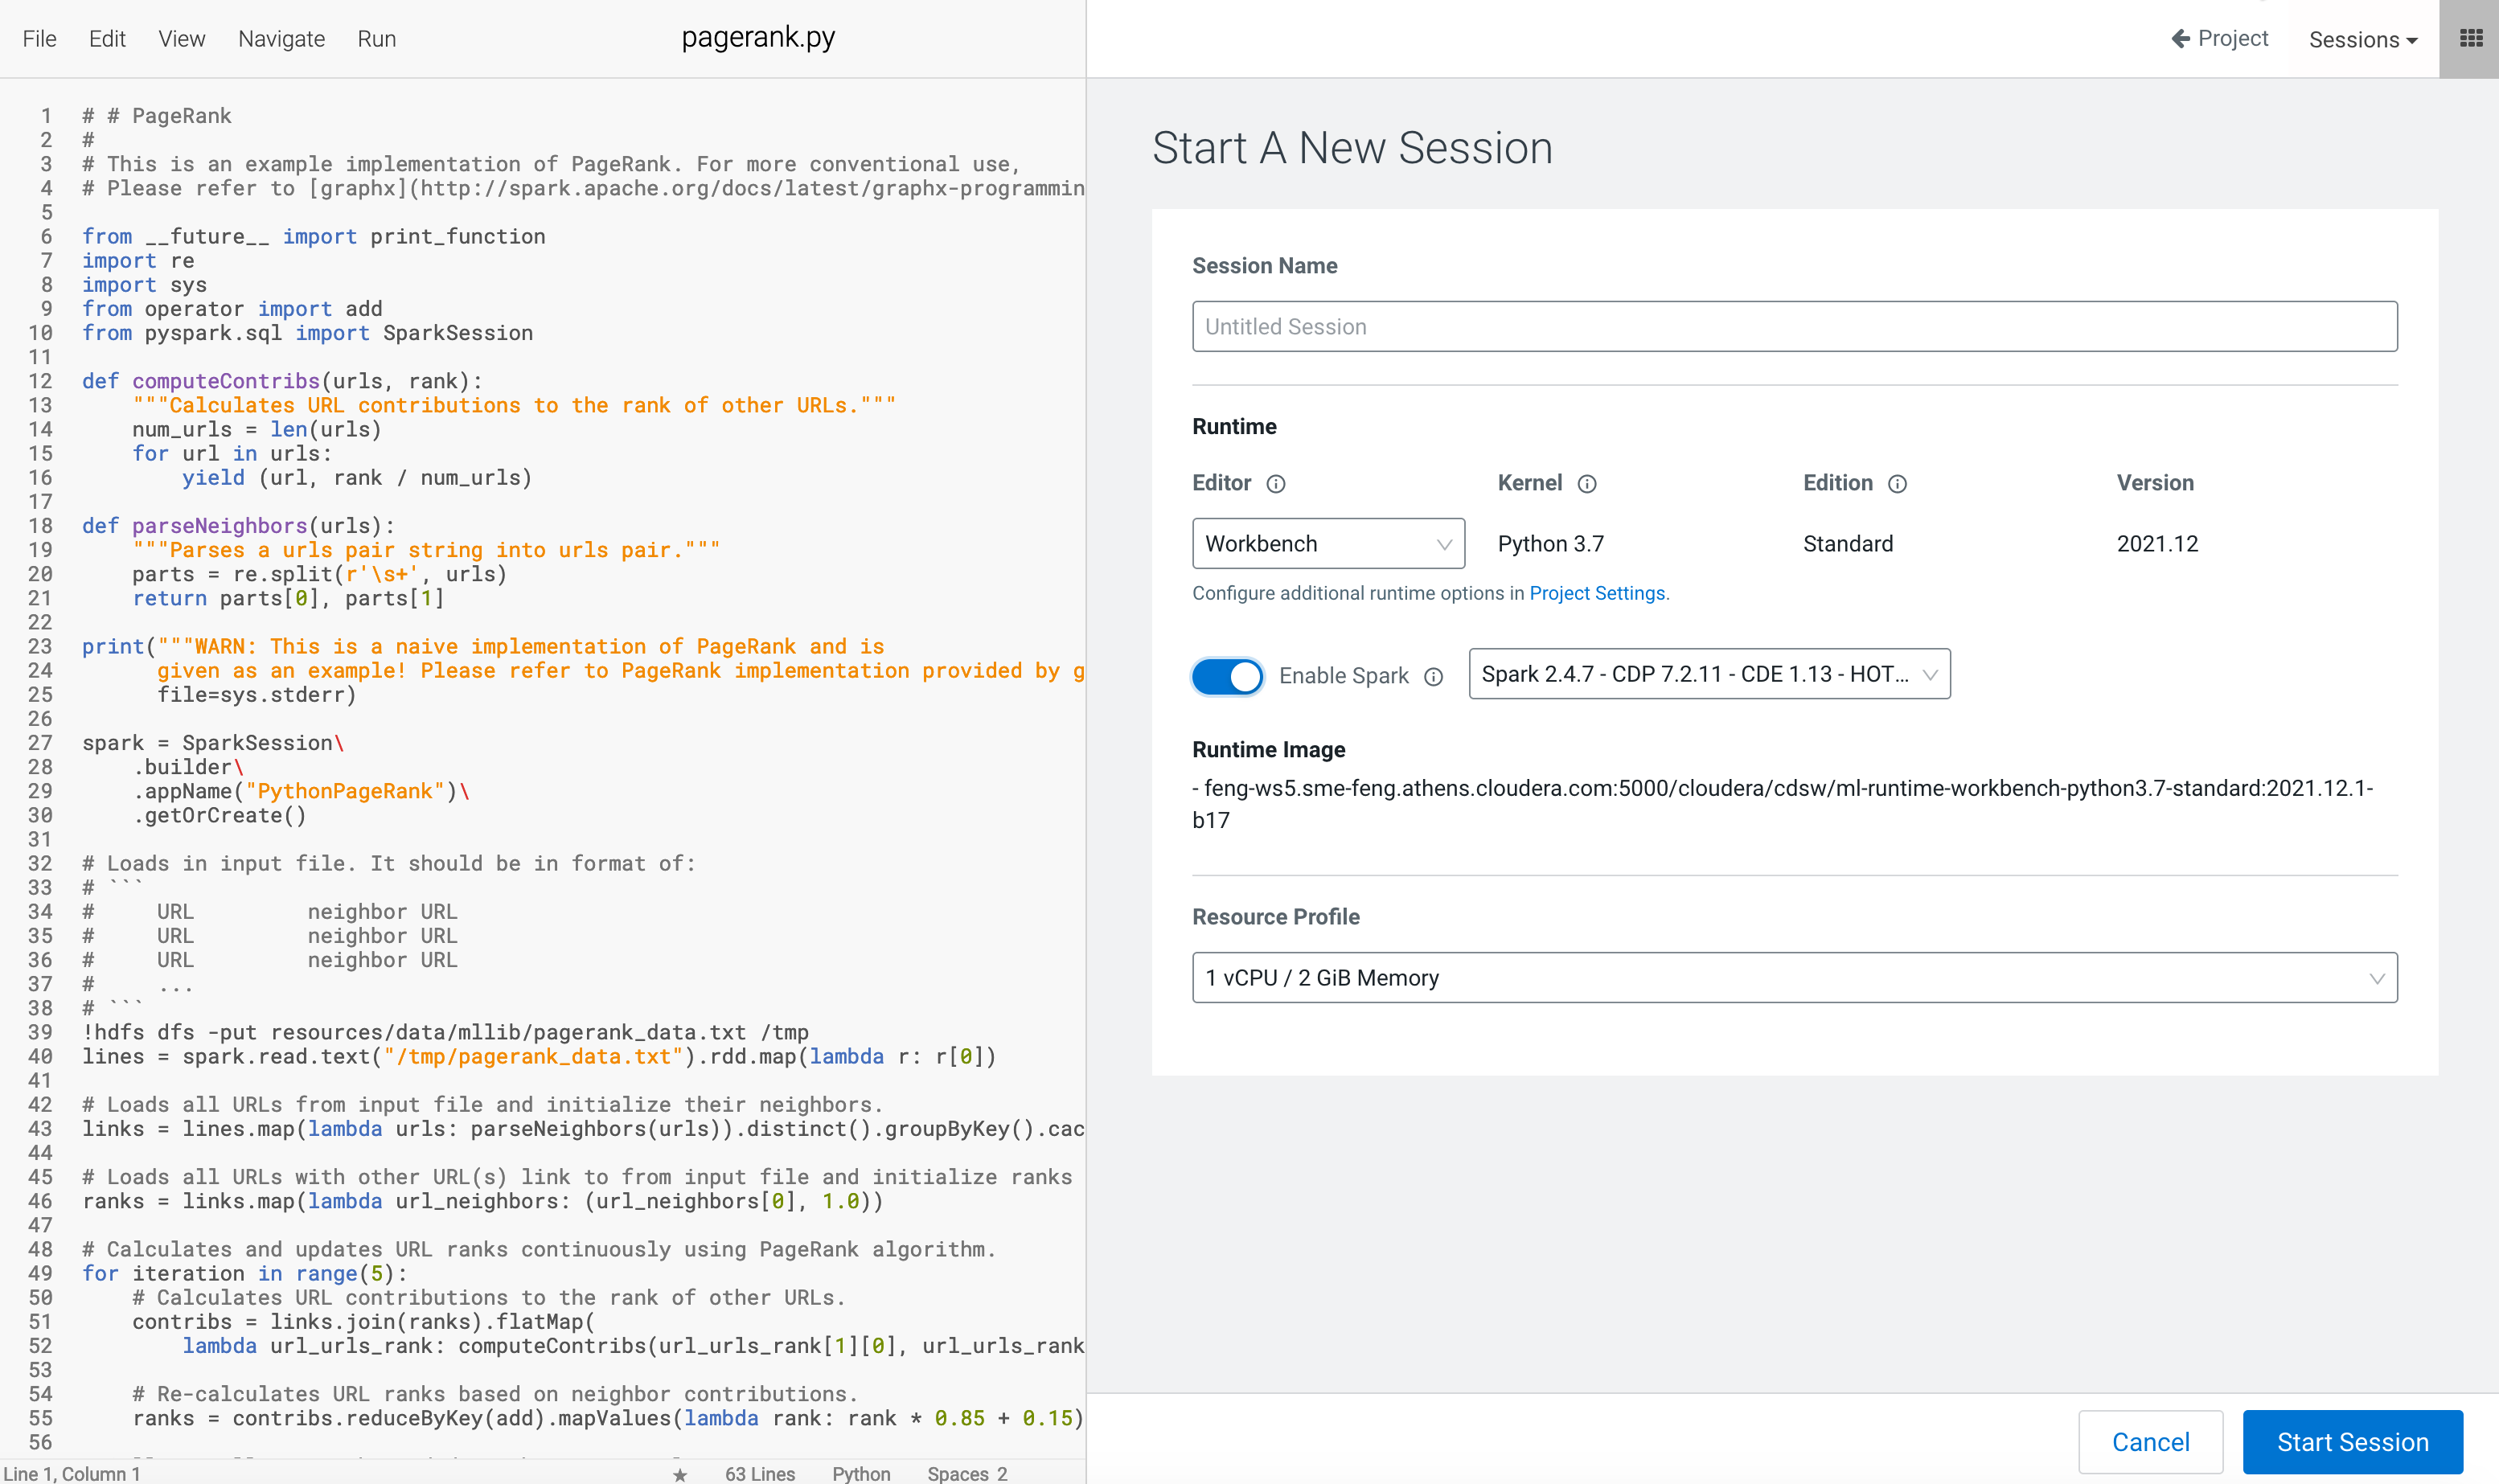 File Edit View Navigate Run pagerank.py
Project Sessions
1 # # PageRank
2 #
3 # This is an example implementation of PageRank. For more conventional use,
4 # Please refer to [graphx](http://spark.apache.org/docs/latest/graphx-programmin
5
6 from __future__ import print_function
7 import re
8 import sys
9 from operator import add
10 from pyspark.sql import SparkSession
11
12 def computeContribs(urls, rank):
13     """Calculates URL contributions to the rank of other URLs."""
14     num_urls = len(urls)
15     for url in urls:
16         yield (url, rank / num_urls)
17
18 def parseNeighbors(urls):
19     """Parses a urls pair string into urls pair."""
20     parts = re.split(r'\s+', urls)
21     return parts[0], parts[1]
22
23 print("""WARN: This is a naive implementation of PageRank and is
24       given as an example! Please refer to PageRank implementation provided by g
25       file=sys.stderr)
26
27 spark = SparkSession\
28     .builder\
29     .appName("PythonPageRank")\
30     .getOrCreate()
31
32 # Loads in input file. It should be in format of:
33 # ```
34 #     URL         neighbor URL
35 #     URL         neighbor URL
36 #     URL         neighbor URL
37 #     ...
38 # ```
39 !hdfs dfs -put resources/data/mllib/pagerank_data.txt /tmp
40 lines = spark.read.text("/tmp/pagerank_data.txt").rdd.map(lambda r: r[0])
41
42 # Loads all URLs from input file and initialize their neighbors.
43 links = lines.map(lambda urls: parseNeighbors(urls)).distinct().groupByKey().cac
44
45 # Loads all URLs with other URL(s) link to from input file and initialize ranks
46 ranks = links.map(lambda url_neighbors: (url_neighbors[0], 1.0))
47
48 # Calculates and updates URL ranks continuously using PageRank algorithm.
49 for iteration in range(5):
50     # Calculates URL contributions to the rank of other URLs.
51     contribs = links.join(ranks).flatMap(
52         lambda url_urls_rank: computeContribs(url_urls_rank[1][0], url_urls_rank
53
54     # Re-calculates URL ranks based on neighbor contributions.
55     ranks = contribs.reduceByKey(add).mapValues(lambda rank: rank * 0.85 + 0.15)
56
Line 1, Column 1 ★ 63 Lines Python Spaces 2
Start A New Session
Session Name
Untitled Session
Runtime
Editor Kernel Edition Version
Workbench Python 3.7 Standard 2021.12
Configure additional runtime options in Project Settings.
Enable Spark Spark 2.4.7 - CDP 7.2.11 - CDE 1.13 - HOT...
Runtime Image
- feng-ws5.sme-feng.athens.cloudera.com:5000/cloudera/cdsw/ml-runtime-workbench-python3.7-standard:2021.12.1-
b17
Resource Profile
1 vCPU / 2 GiB Memory
Cancel Start Session